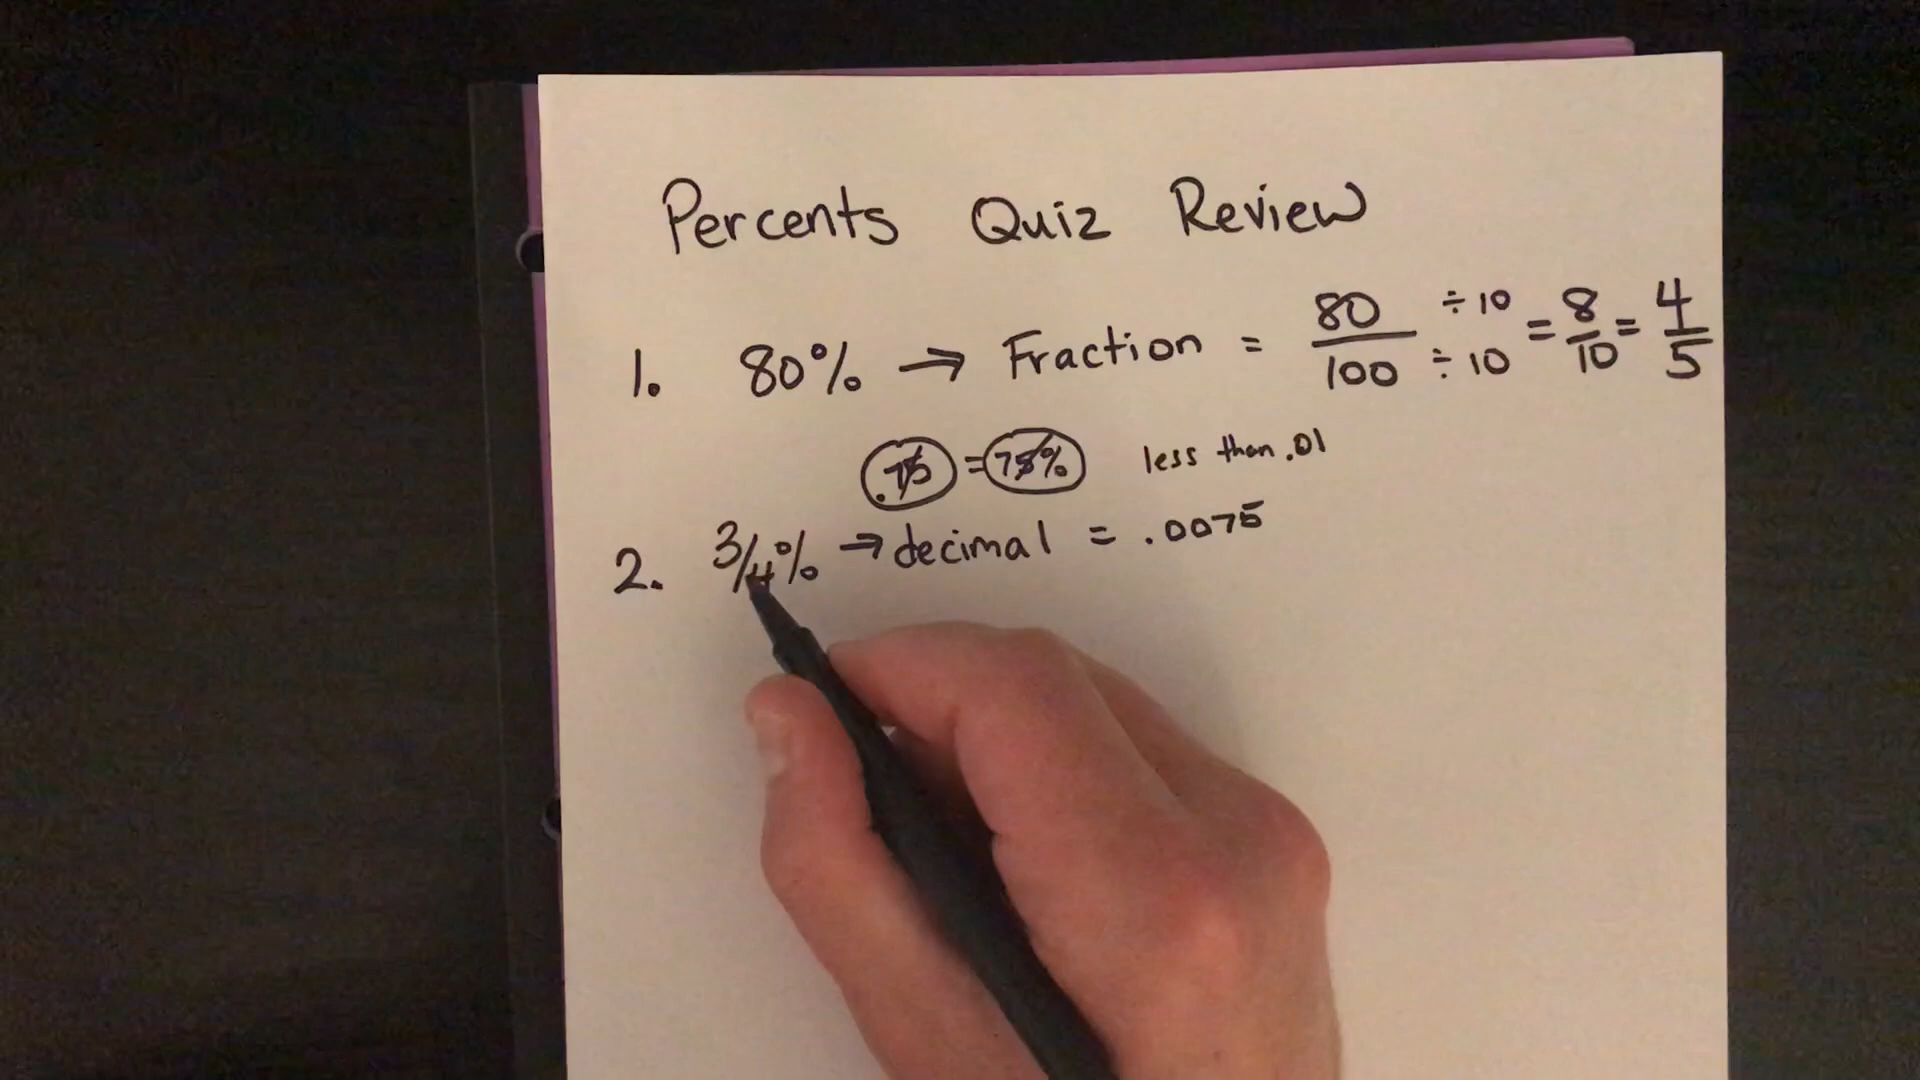 Percents Quiz Review
1. 80% → Fraction = 80/100 ÷10/÷10 = 8/10 = 4/5
.75 = 75% less than .01
2. 3/4% → decimal = .0075